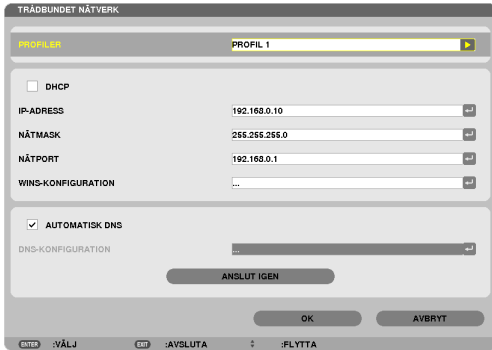 TRÅDBUNDET NÄTVERK
PROFILER PROFIL 1
DHCP
IP-ADRESS 192.168.0.10
NÄTMASK 255.255.255.0
NÄTPORT 192.168.0.1
WINS-KONFIGURATION ...
AUTOMATISK DNS
DNS-KONFIGURATION ...
ANSLUT IGEN
OK AVBRYT
ENTER :VÄLJ EXIT :AVSLUTA :FLYTTA